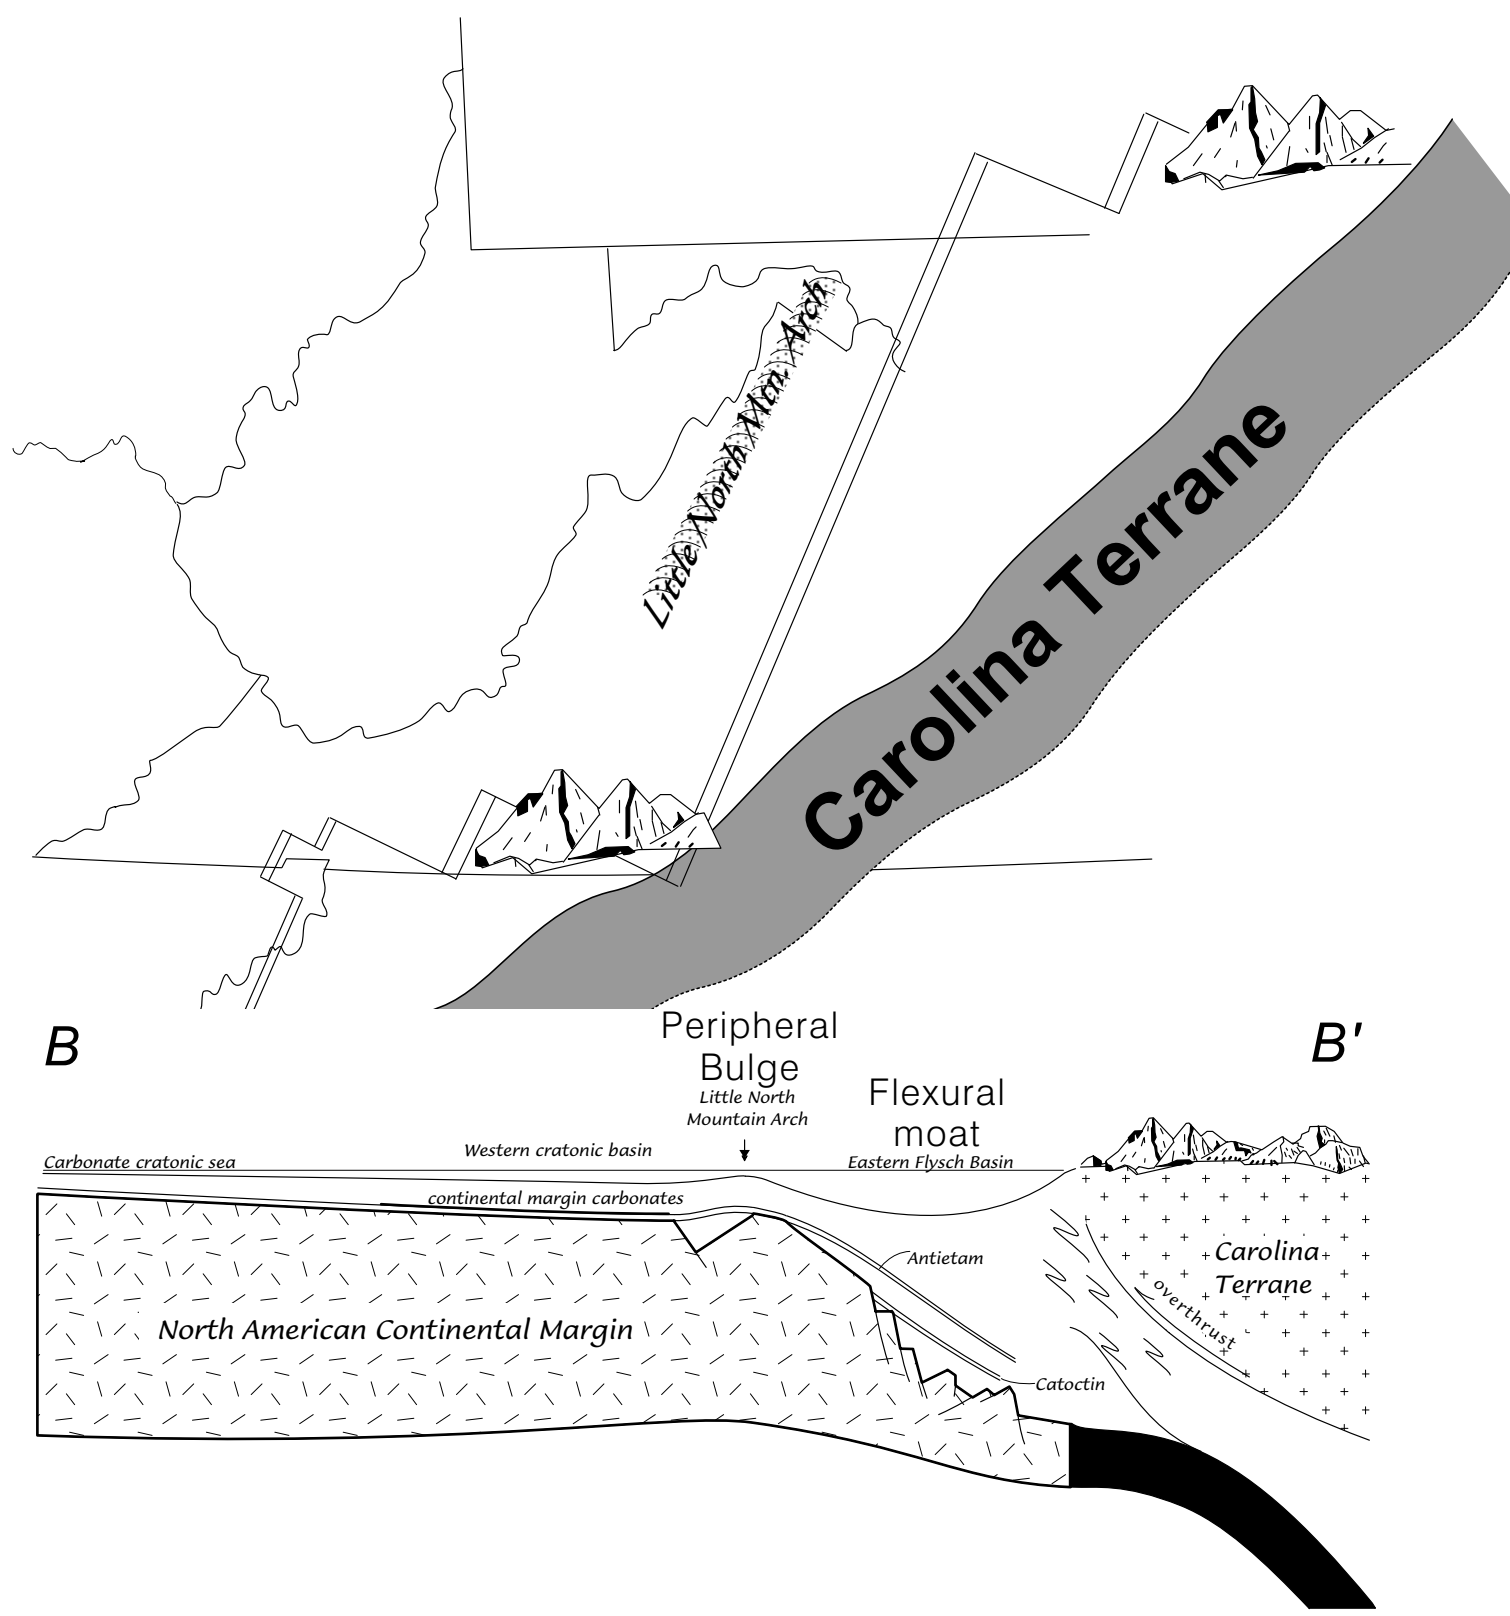 Little North Mtn. Arch
Carolina Terrane
B
B'
Peripheral
Bulge
Little North
Mountain Arch
Flexural
moat
Eastern Flysch Basin
Western cratonic basin
Carbonate cratonic sea
continental margin carbonates
Antietam
Carolina
Terrane
overthrust
North American Continental Margin
Catoctin